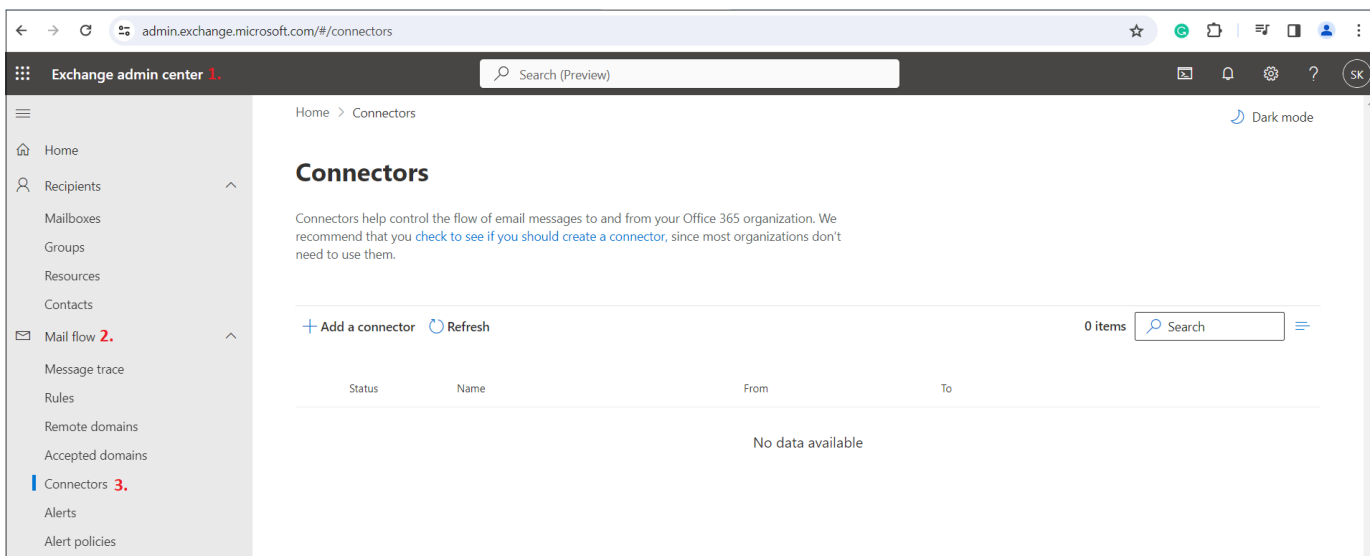 admin.exchange.microsoft.com/#/connectors
Exchange admin center 1.
Search (Preview)
SK
Home > Connectors
Dark mode
Home
Recipients
Mailboxes
Groups
Resources
Contacts
Mail flow 2.
Message trace
Rules
Remote domains
Accepted domains
Connectors 3.
Alerts
Alert policies
Connectors
Connectors help control the flow of email messages to and from your Office 365 organization. We
recommend that you check to see if you should create a connector, since most organizations don't
need to use them.
Add a connector Refresh
0 items Search
Status Name From To
No data available